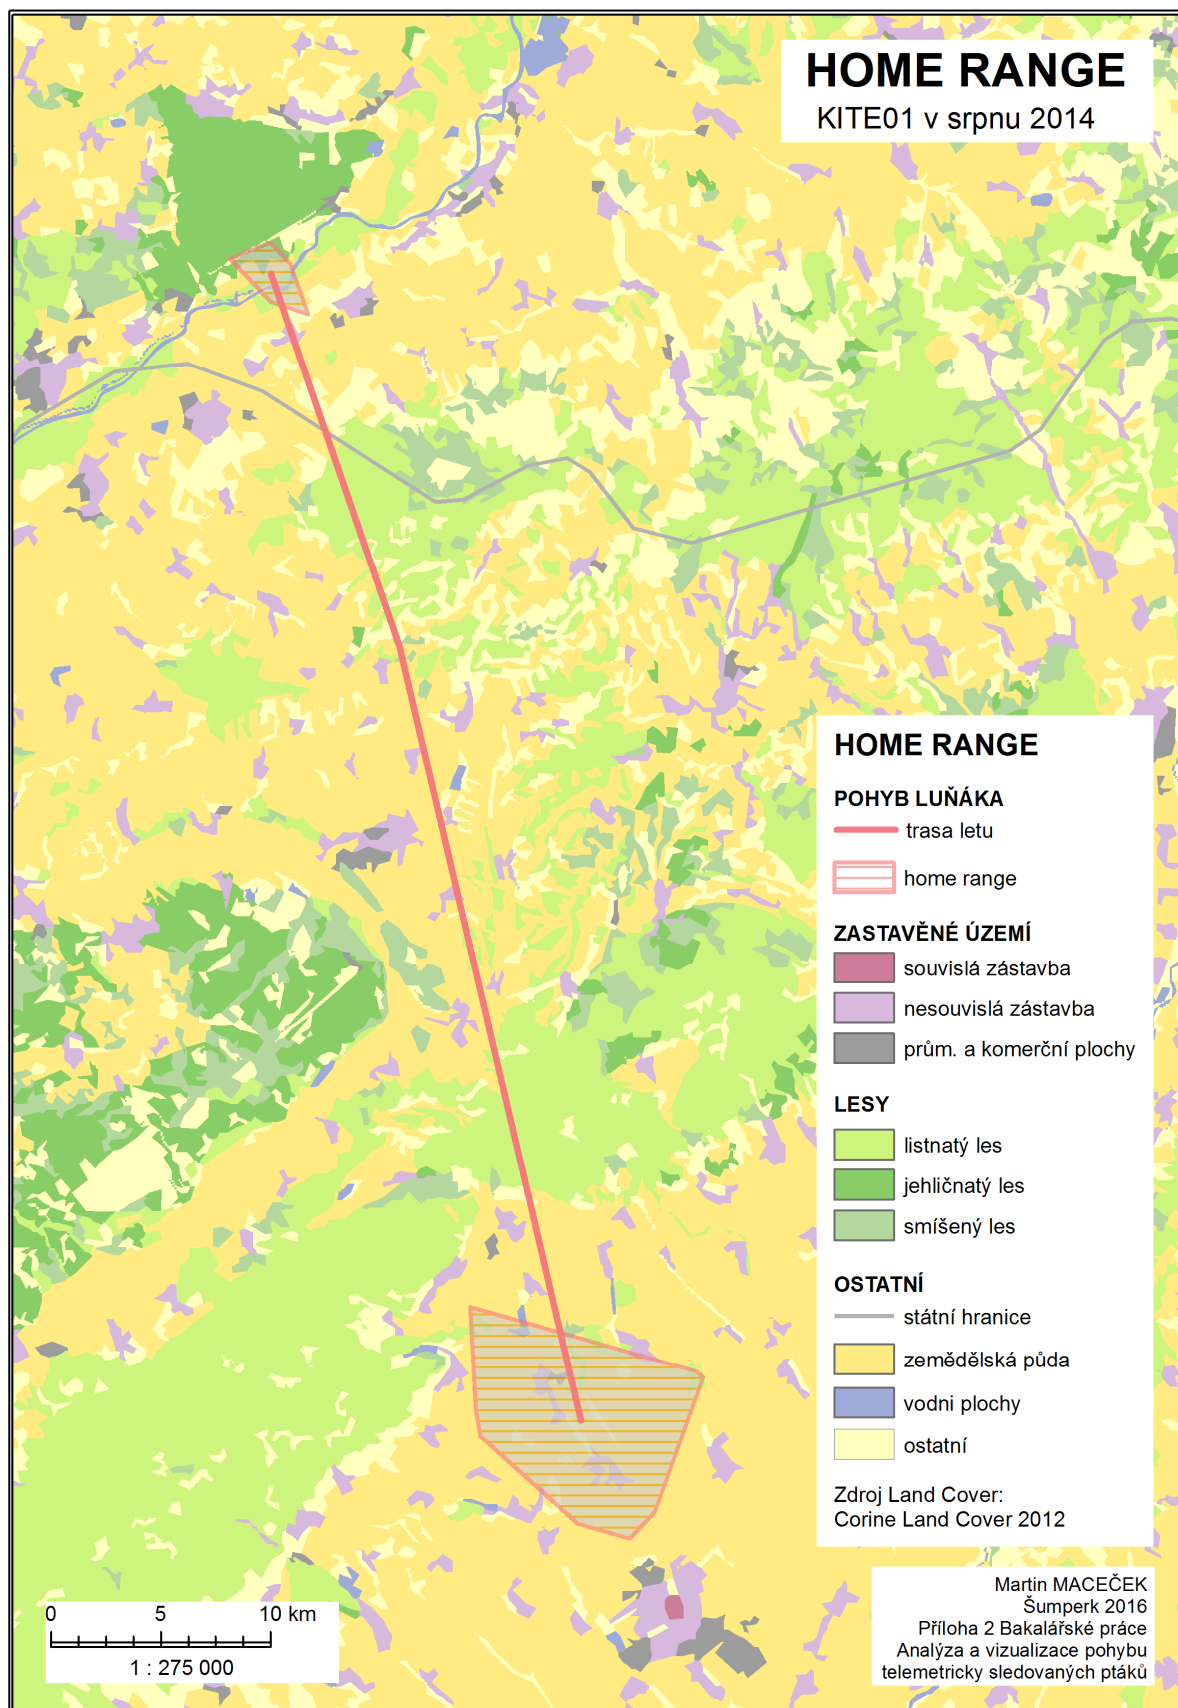 HOME RANGE
KITE01 v srpnu 2014
HOME RANGE
POHYB LUŇÁKA
trasa letu
home range
ZASTAVĚNÉ ÚZEMÍ
souvislá zástavba
nesouvislá zástavba
prům. a komerční plochy
LESY
listnatý les
jehličnatý les
smíšený les
OSTATNÍ
státní hranice
zemědělská půda
vodni plochy
ostatní
Zdroj Land Cover:
Corine Land Cover 2012
Martin MACEČEK
Šumperk 2016
Příloha 2 Bakalářské práce
Analýza a vizualizace pohybu
telemetricky sledovaných ptáků
0 5 10 km
1 : 275 000